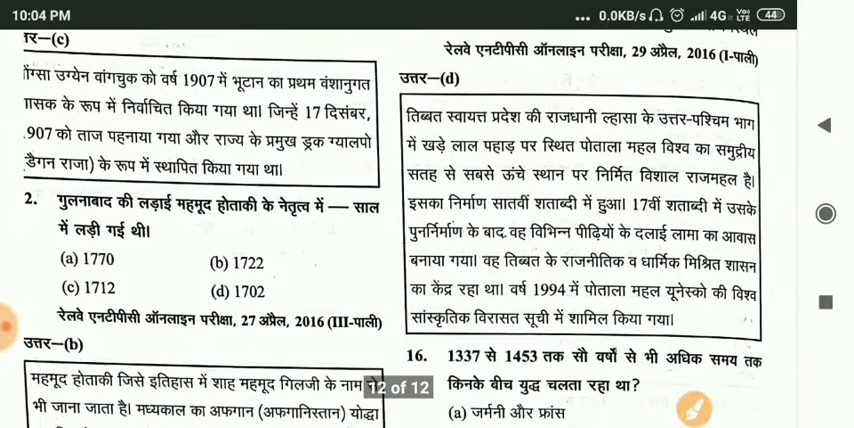 10:04 PM
... 0.0KB/s 4G VoLTE 44
रर—(c)
ोंग्सा उग्येन वांगचुक को वर्ष 1907 में भूटान का प्रथम वंशानुगत
ासक के रूप में निर्वाचित किया गया था। जिन्हें 17 दिसंबर,
.907 को ताज पहनाया गया और राज्य के प्रमुख ड्रक ग्यालपो
ड्रैगन राजा) के रूप में स्थापित किया गया था।
2. गुलनाबाद की लड़ाई महमूद होताकी के नेतृत्व में — साल
में लड़ी गई थी।
(a) 1770 (b) 1722
(c) 1712 (d) 1702
रेलवे एनटीपीसी ऑनलाइन परीक्षा, 27 अप्रैल, 2016 (III-पाली)
उत्तर—(b)
महमूद होताकी जिसे इतिहास में शाह महमूद गिलजी के नाम से
भी जाना जाता है। मध्यकाल का अफगान (अफगानिस्तान) योद्धा
रेलवे एनटीपीसी ऑनलाइन परीक्षा, 29 अप्रैल, 2016 (I-पाली)
उत्तर—(d)
तिब्बत स्वायत्त प्रदेश की राजधानी ल्हासा के उत्तर-पश्चिम भाग
में खड़े लाल पहाड़ पर स्थित पोताला महल विश्व का समुद्रीय
सतह से सबसे ऊंचे स्थान पर निर्मित विशाल राजमहल है।
इसका निर्माण सातवीं शताब्दी में हुआ। 17वीं शताब्दी में उसके
पुनर्निर्माण के बाद वह विभिन्न पीढ़ियों के दलाई लामा का आवास
बनाया गया। वह तिब्बत के राजनीतिक व धार्मिक मिश्रित शासन
का केंद्र रहा था। वर्ष 1994 में पोताला महल यूनेस्को की विश्व
सांस्कृतिक विरासत सूची में शामिल किया गया।
16. 1337 से 1453 तक सौ वर्षों से भी अधिक समय तक
किनके बीच युद्ध चलता रहा था?
(a) जर्मनी और फ्रांस
12 of 12